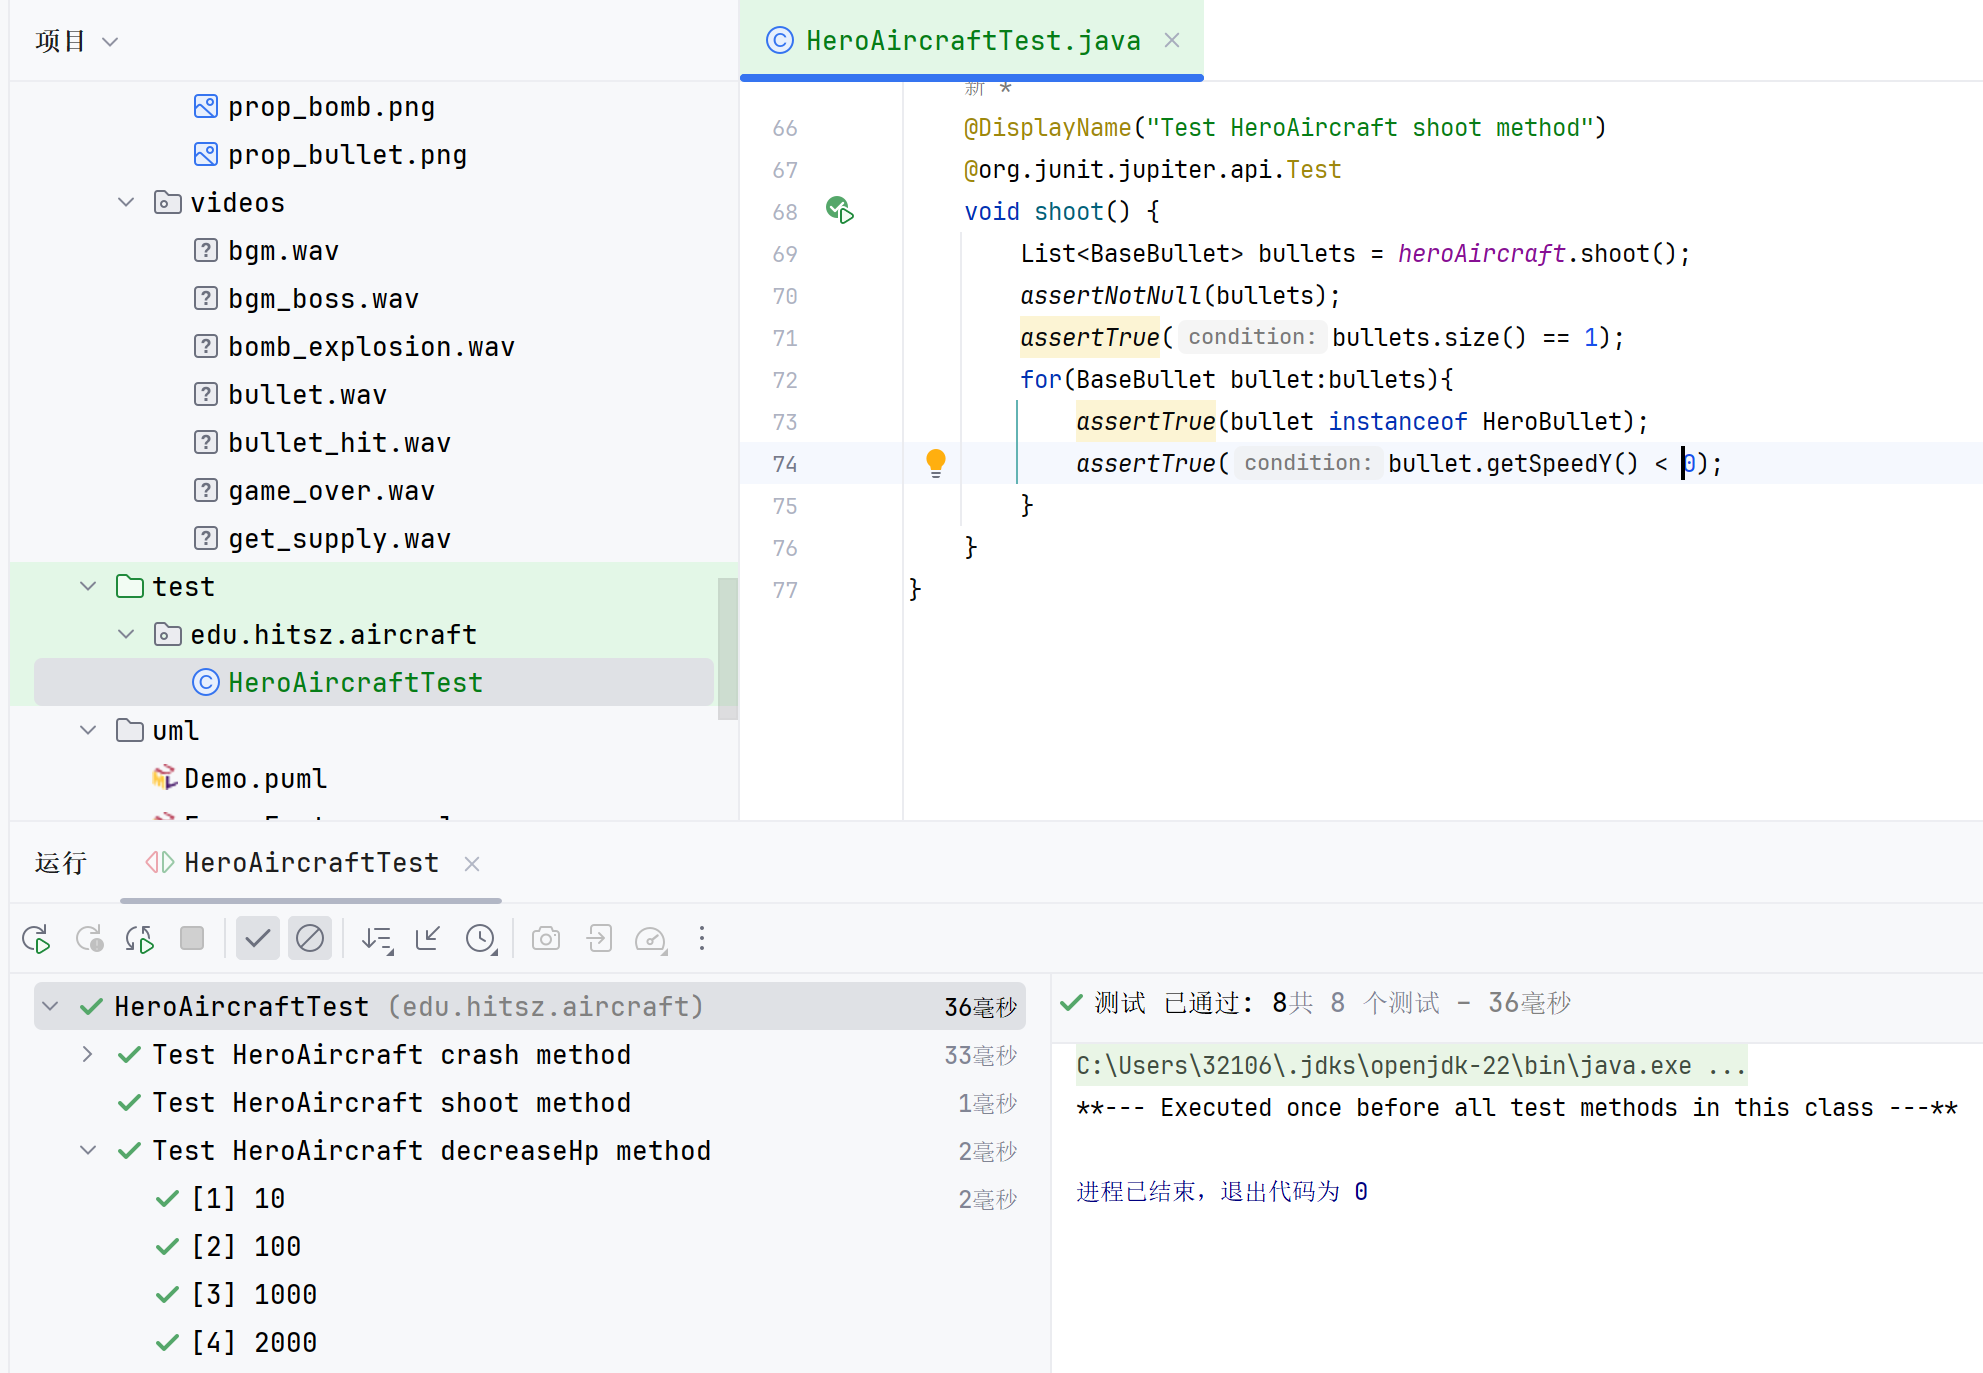 项目
prop_bomb.png
prop_bullet.png
videos
bgm.wav
bgm_boss.wav
bomb_explosion.wav
bullet.wav
bullet_hit.wav
game_over.wav
get_supply.wav
test
edu.hitsz.aircraft
HeroAircraftTest
uml
Demo.puml
HeroAircraftTest.java
新 *
66 @DisplayName("Test HeroAircraft shoot method")
67 @org.junit.jupiter.api.Test
68 void shoot() {
69 List<BaseBullet> bullets = heroAircraft.shoot();
70 assertNotNull(bullets);
71 assertTrue( condition: bullets.size() == 1);
72 for(BaseBullet bullet:bullets){
73 assertTrue(bullet instanceof HeroBullet);
74 assertTrue( condition: bullet.getSpeedY() < 0);
75 }
76 }
77 }
运行 HeroAircraftTest
HeroAircraftTest (edu.hitsz.aircraft) 36毫秒
Test HeroAircraft crash method 33毫秒
Test HeroAircraft shoot method 1毫秒
Test HeroAircraft decreaseHp method 2毫秒
[1] 10 2毫秒
[2] 100
[3] 1000
[4] 2000
测试 已通过: 8共 8 个测试 – 36毫秒
C:\Users\32106\.jdks\openjdk-22\bin\java.exe ...
**--- Executed once before all test methods in this class ---**
进程已结束，退出代码为 0